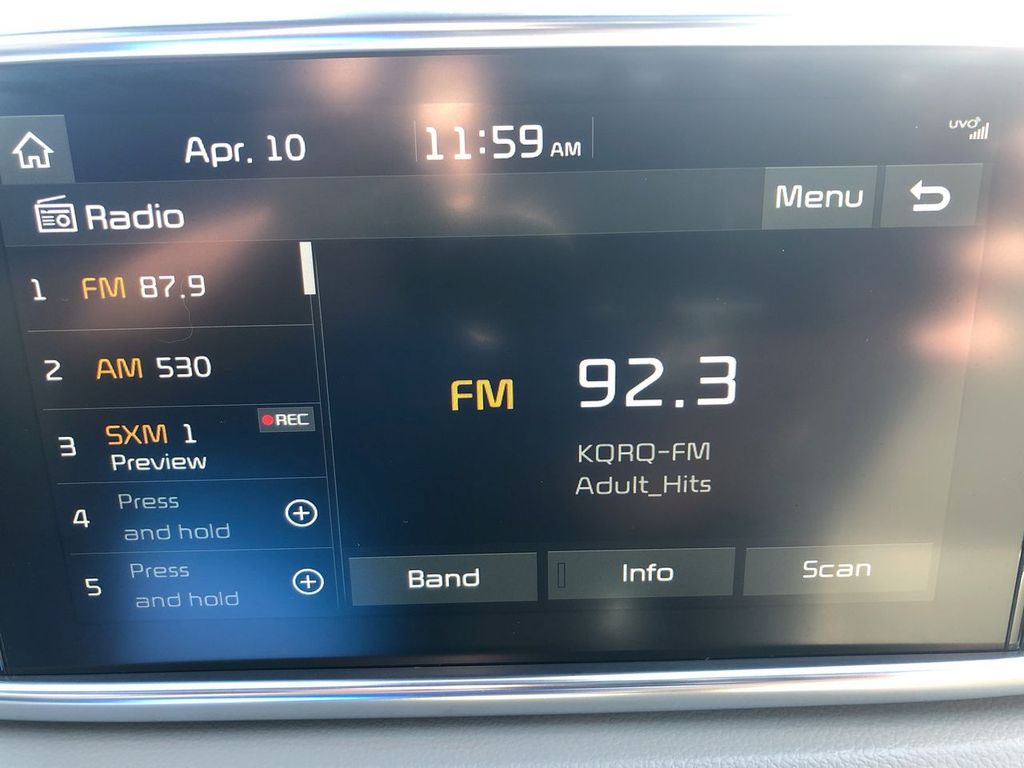 Apr. 10
11:59 AM
UVO
Radio
Menu
1 FM 87.9
2 AM 530
3 SXM 1
REC
Preview
4 Press
and hold
5 Press
and hold
FM 92.3
KQRQ-FM
Adult_Hits
Band
Info
Scan